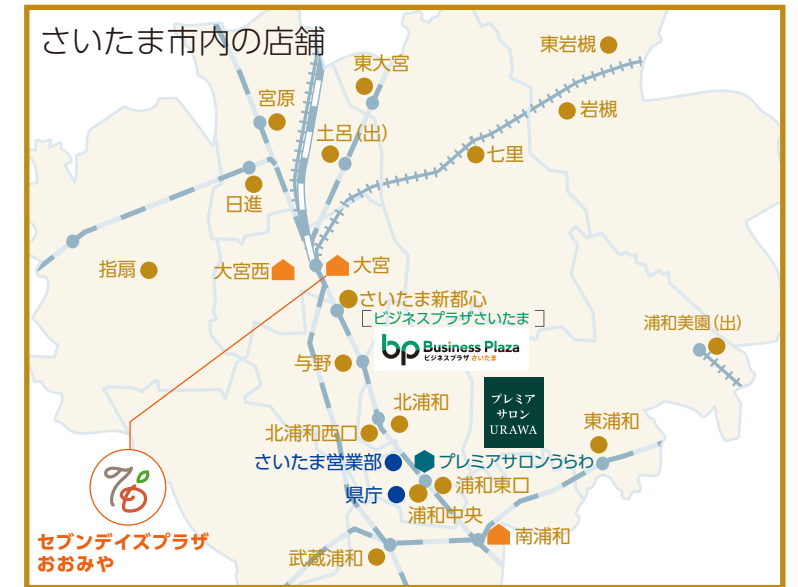 さいたま市内の店舗
東岩槻
東大宮
宮原
岩槻
土呂(出)
七里
日進
指扇
大宮西
大宮
さいたま新都心
[ビジネスプラザさいたま]
浦和美園(出)
bp Business Plaza
ビジネスプラザ さいたま
与野
プレミア
サロン
URAWA
北浦和
東浦和
北浦和西口
さいたま営業部
プレミアサロンうらわ
県庁
浦和東口
浦和中央
南浦和
武蔵浦和
セブンデイズプラザ
おおみや